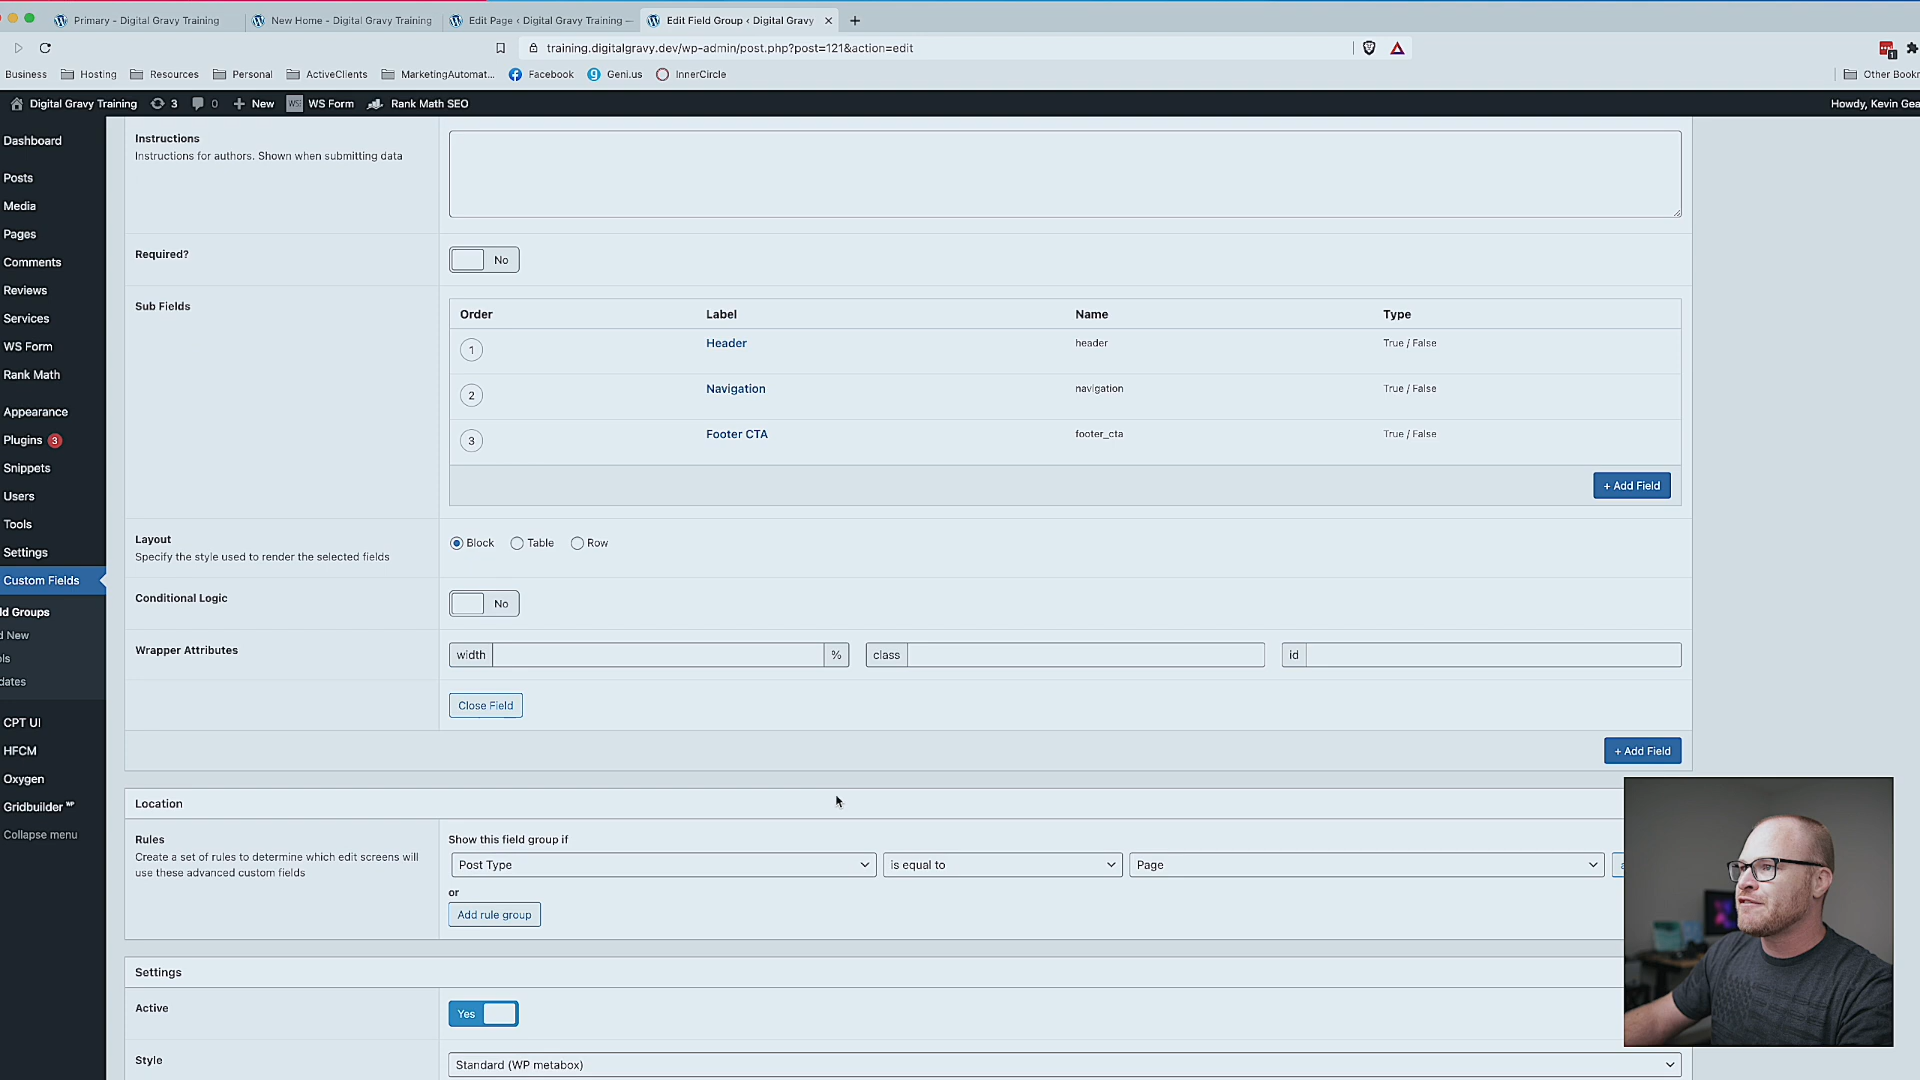 Primary - Digital Gravy Training
New Home - Digital Gravy Training
Edit Page ‹ Digital Gravy Training —
Edit Field Group ‹ Digital Gravy
training.digitalgravy.dev/wp-admin/post.php?post=121&action=edit
Business
Hosting
Resources
Personal
ActiveClients
MarketingAutomat...
Facebook
Geni.us
InnerCircle
Other Bookr
Digital Gravy Training
3
0
New
WS Form
Rank Math SEO
Howdy, Kevin Gea
Dashboard
Posts
Media
Pages
Comments
Reviews
Services
WS Form
Rank Math
Appearance
Plugins 3
Snippets
Users
Tools
Settings
Custom Fields
ld Groups
d New
ls
dates
CPT UI
HFCM
Oxygen
Gridbuilder WP
Collapse menu
Instructions
Instructions for authors. Shown when submitting data
Required?
No
Sub Fields
Order Label Name Type
1 Header header True / False
2 Navigation navigation True / False
3 Footer CTA footer_cta True / False
+ Add Field
Layout
Specify the style used to render the selected fields
Block Table Row
Conditional Logic
No
Wrapper Attributes
width % class id
Close Field
+ Add Field
Location
Rules
Create a set of rules to determine which edit screens will
use these advanced custom fields
Show this field group if
Post Type is equal to Page
or
Add rule group
Settings
Active
Yes
Style
Standard (WP metabox)